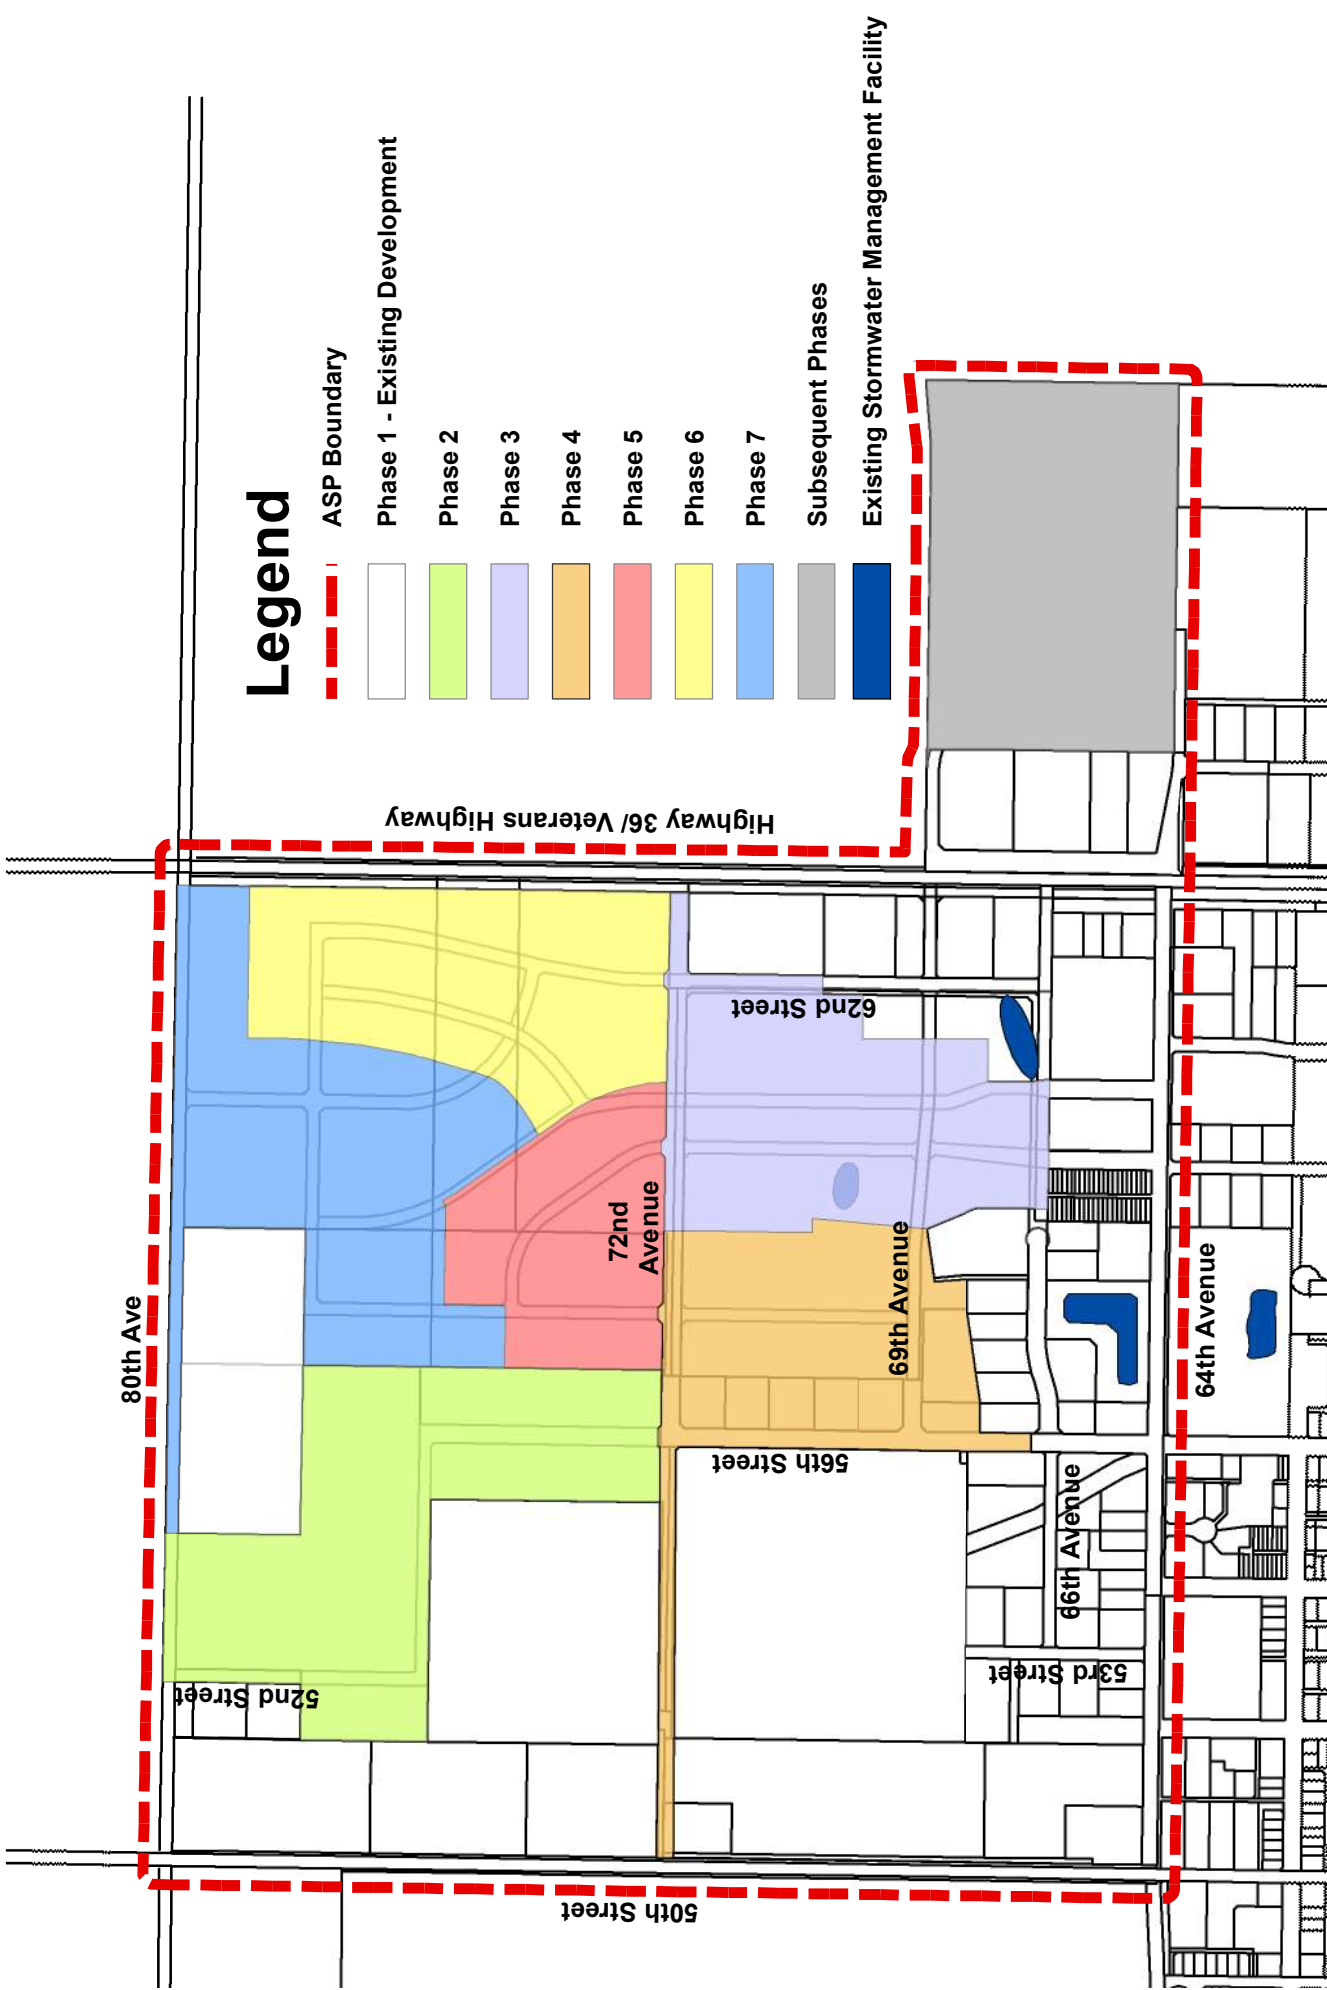 Legend
ASP Boundary
Phase 1 - Existing Development
Phase 2
Phase 3
Phase 4
Phase 5
Phase 6
Phase 7
Subsequent Phases
Existing Stormwater Management Facility
80th Ave
Highway 36/ Veterans Highway
62nd Street
72nd
Avenue
69th Avenue
64th Avenue
56th Street
66th Avenue
53rd Street
52nd Street
50th Street